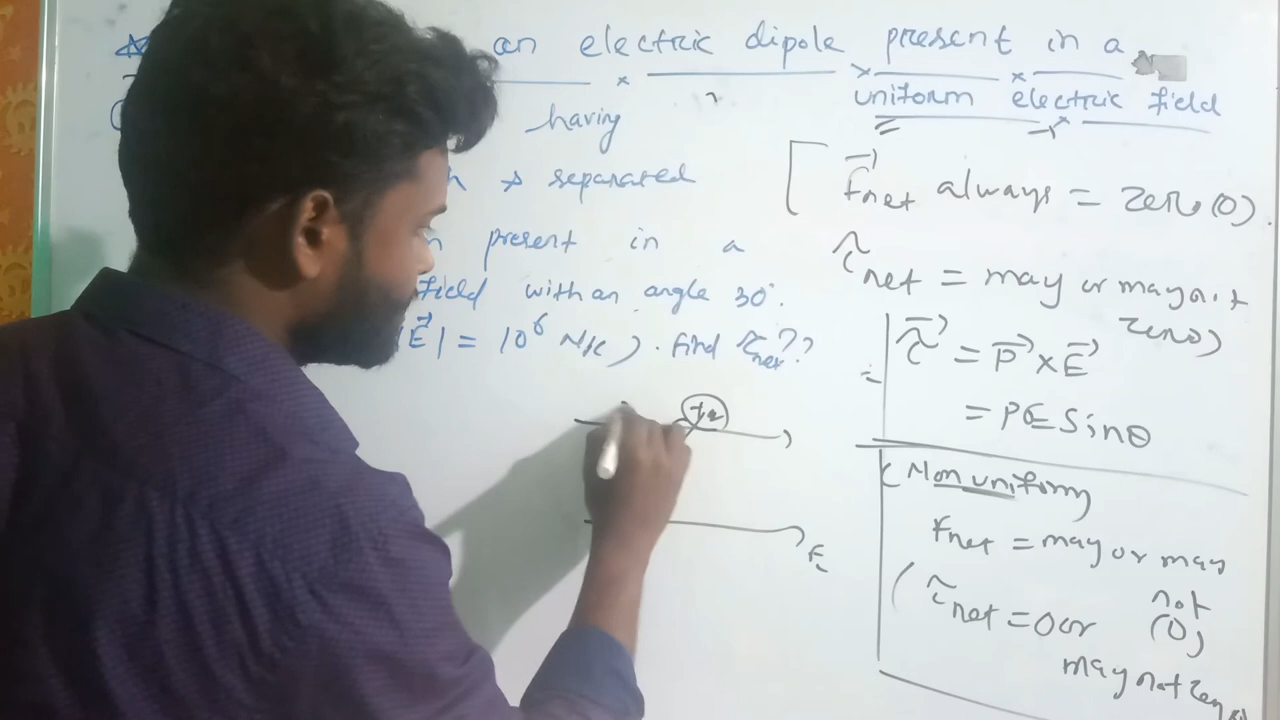 an electric dipole present in a
uniform electric field
having
separated
present in a
field with an angle 30°.
|E⃗| = 10⁶ N/C). find τnet??
F⃗net always = zero (0).
τnet = may or may not
zero)
τ⃗ = P⃗ × E⃗
= PE Sinθ
(Non uniform
Fnet = may or may
not
(0)
(τnet = 0 or
may not zero)
+q
E